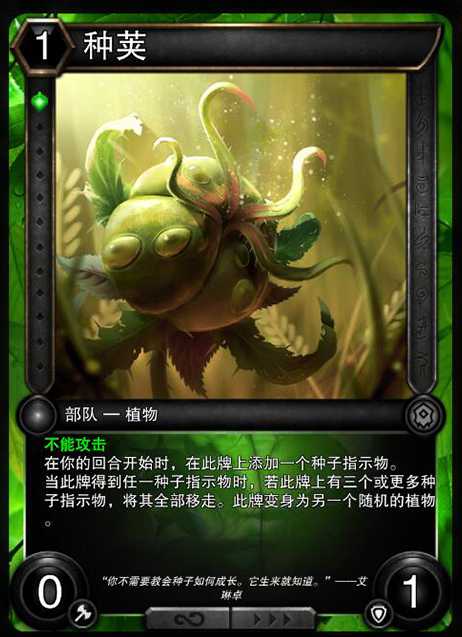 1 种荚
部队 — 植物
不能攻击
在你的回合开始时，在此牌上添加一个种子指示物。
当此牌得到任一种子指示物时，若此牌上有三个或更多种
子指示物，将其全部移走。此牌变身为另一个随机的植物
。
“你不需要教会种子如何成长。它生来就知道。”——艾
琳卓
0 1